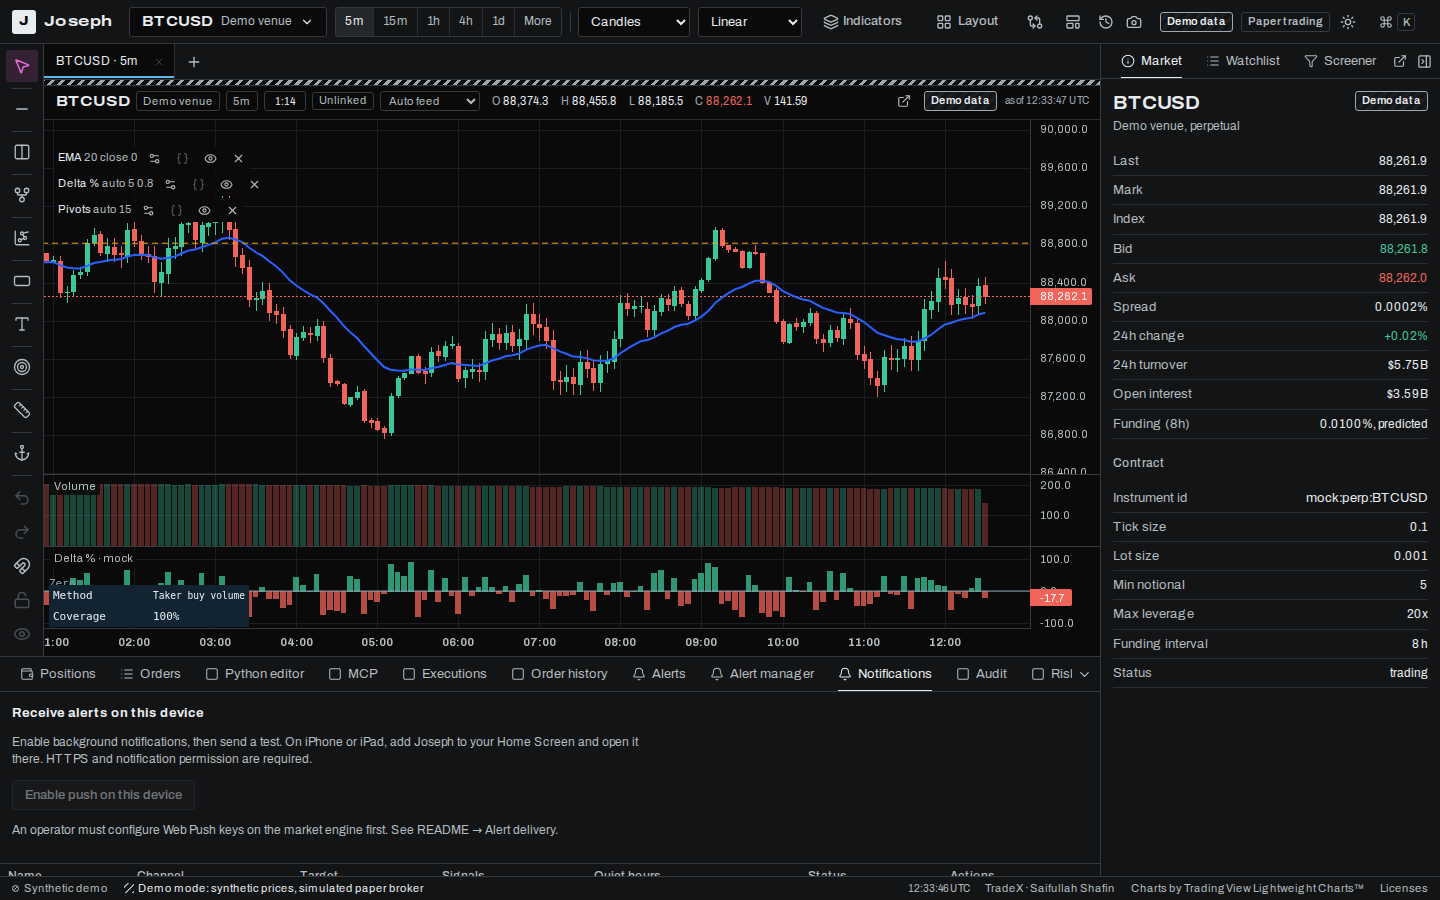 J Joseph BTCUSD Demo venue 5m 15m 1h 4h 1d More Candles Linear Indicators Layout Demo data Paper trading ⌘ K
BTCUSD · 5m
BTCUSD Demo venue 5m 1:14 Unlinked Auto feed O 88,374.3 H 88,455.8 L 88,185.5 C 88,262.1 V 141.59 Demo data as of 12:33:47 UTC
EMA 20 close 0
Delta % auto 5 0.8
Pivots auto 15
90,000.0
89,600.0
89,200.0
88,800.0
88,400.0
88,262.1
88,000.0
87,600.0
87,200.0
86,800.0
86,400.0
Volume
200.0
100.0
Delta % · mock
100.0
Zero
-17.7
-100.0
Method Taker buy volume
Coverage 100%
1:00 02:00 03:00 04:00 05:00 06:00 07:00 08:00 09:00 10:00 11:00 12:00
Market Watchlist Screener
BTCUSD Demo data
Demo venue, perpetual
Last 88,261.9
Mark 88,261.9
Index 88,261.9
Bid 88,261.8
Ask 88,262.0
Spread 0.0002%
24h change +0.02%
24h turnover $5.75B
Open interest $3.59B
Funding (8h) 0.0100%, predicted
Contract
Instrument id mock:perp:BTCUSD
Tick size 0.1
Lot size 0.001
Min notional 5
Max leverage 20x
Funding interval 8h
Status trading
Positions Orders Python editor MCP Executions Order history Alerts Alert manager Notifications Audit
Receive alerts on this device
Enable background notifications, then send a test. On iPhone or iPad, add Joseph to your Home Screen and open it
there. HTTPS and notification permission are required.
Enable push on this device
An operator must configure Web Push keys on the market engine first. See README → Alert delivery.
Name Channel Target Signals Quiet hours Status Actions
Synthetic demo Demo mode: synthetic prices, simulated paper broker 12:33:46 UTC TradeX · Saifullah Shafin Charts by TradingView Lightweight Charts™ Licenses